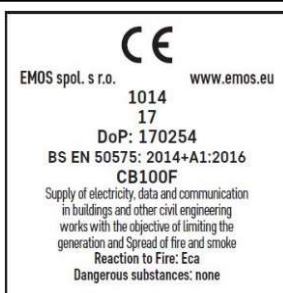 CE
EMOS spol. s r.o. www.emos.eu
1014
17
DoP: 170254
BS EN 50575: 2014+A1:2016
CB100F
Supply of electricity, data and communication
in buildings and other civil engineering
works with the objective of limiting the
generation and Spread of fire and smoke
Reaction to Fire: Eca
Dangerous substances: none